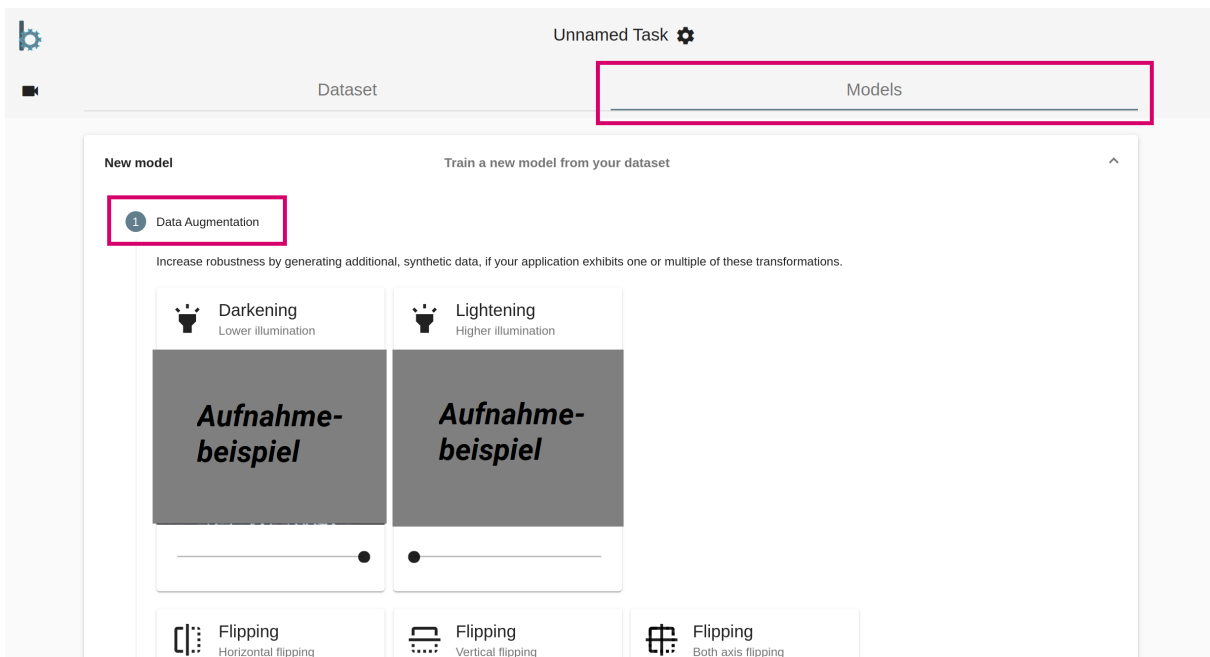 Unnamed Task
Dataset
Models
New model
Train a new model from your dataset
1 Data Augmentation
Increase robustness by generating additional, synthetic data, if your application exhibits one or multiple of these transformations.
Darkening
Lower illumination
Lightening
Higher illumination
Aufnahme-
beispiel
Aufnahme-
beispiel
Flipping
Horizontal flipping
Flipping
Vertical flipping
Flipping
Both axis flipping